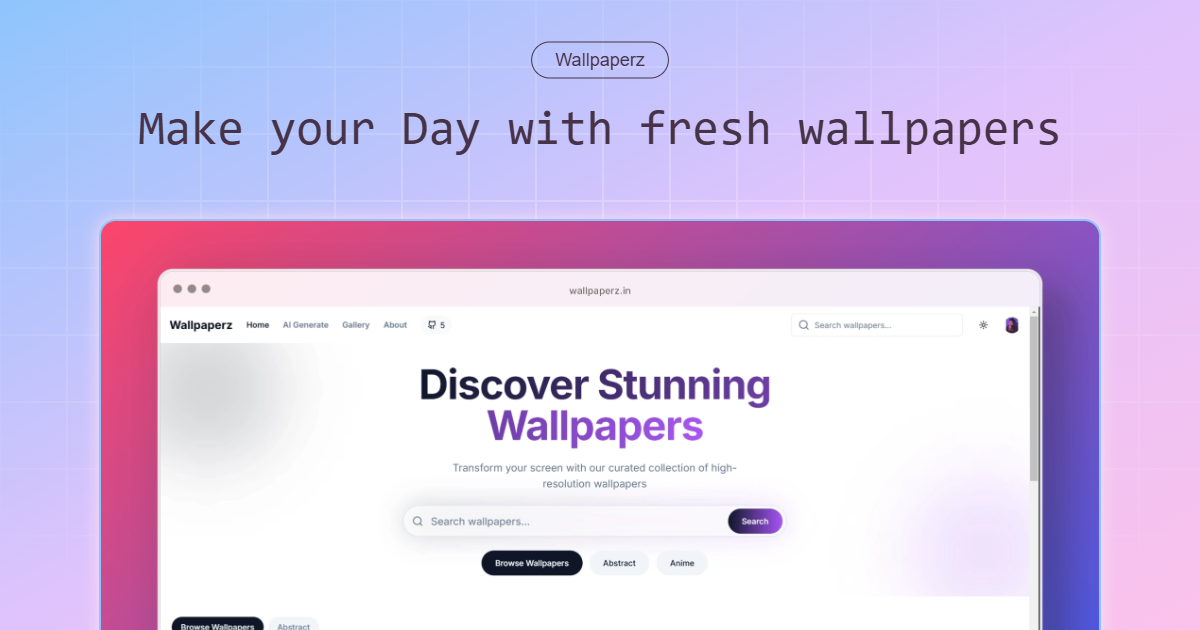 Wallpaperz
Make your Day with fresh wallpapers
wallpaperz.in
Wallpaperz Home AI Generate Gallery About 5 Search wallpapers...
Discover Stunning
Wallpapers
Transform your screen with our curated collection of high-
resolution wallpapers
Search wallpapers... Search
Browse Wallpapers Abstract Anime
Browse Wallpapers Abstract